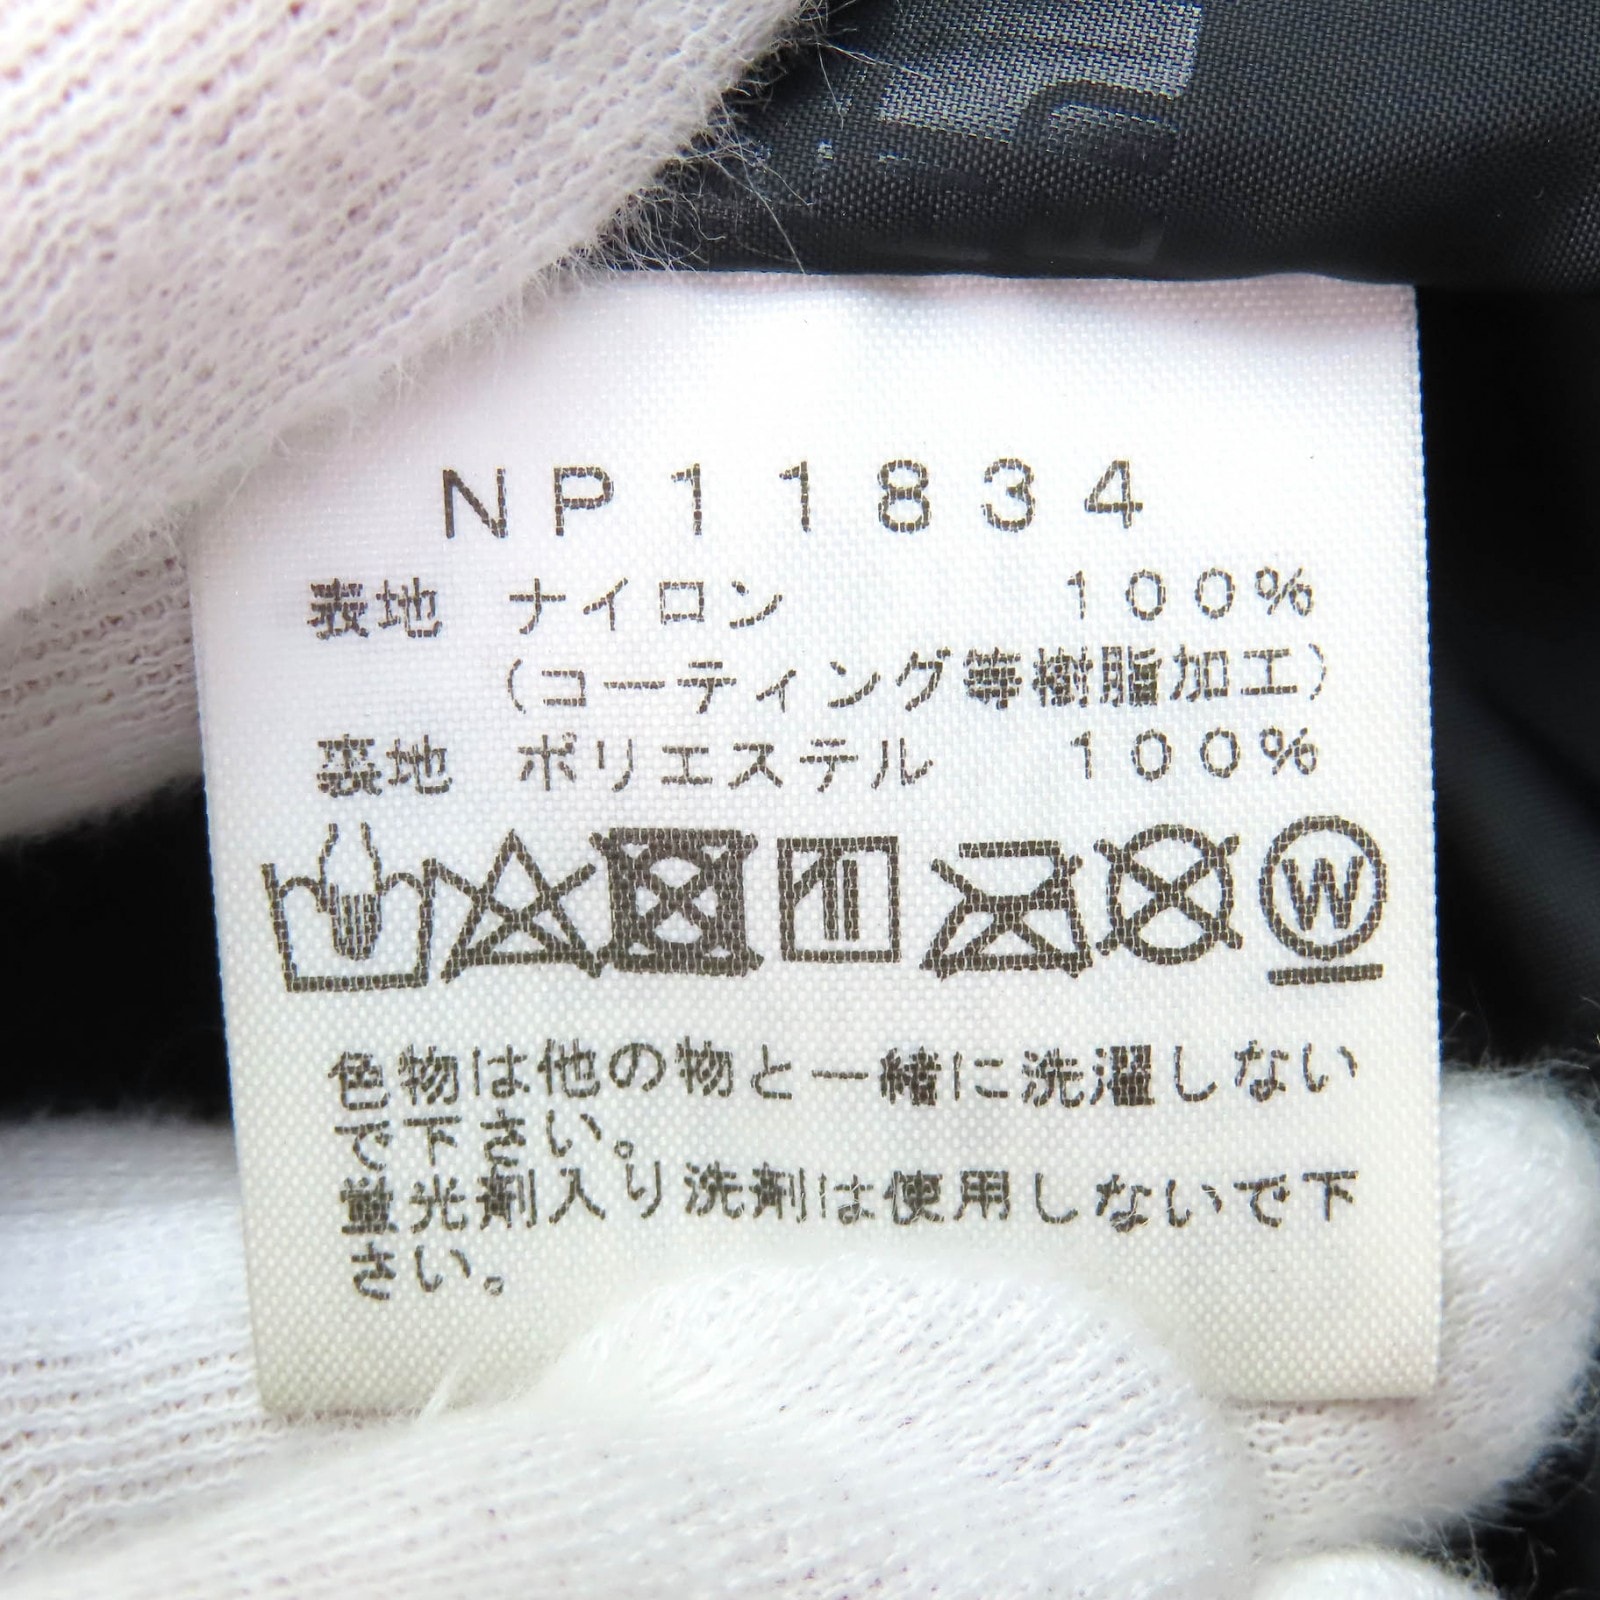 NP11834
表地 ナイロン 100%
(コーティング等樹脂加工)
裏地 ポリエステル 100%
W
色物は他の物と一緒に洗濯しない
で下さい。
蛍光剤入り洗剤は使用しないで下
さい。